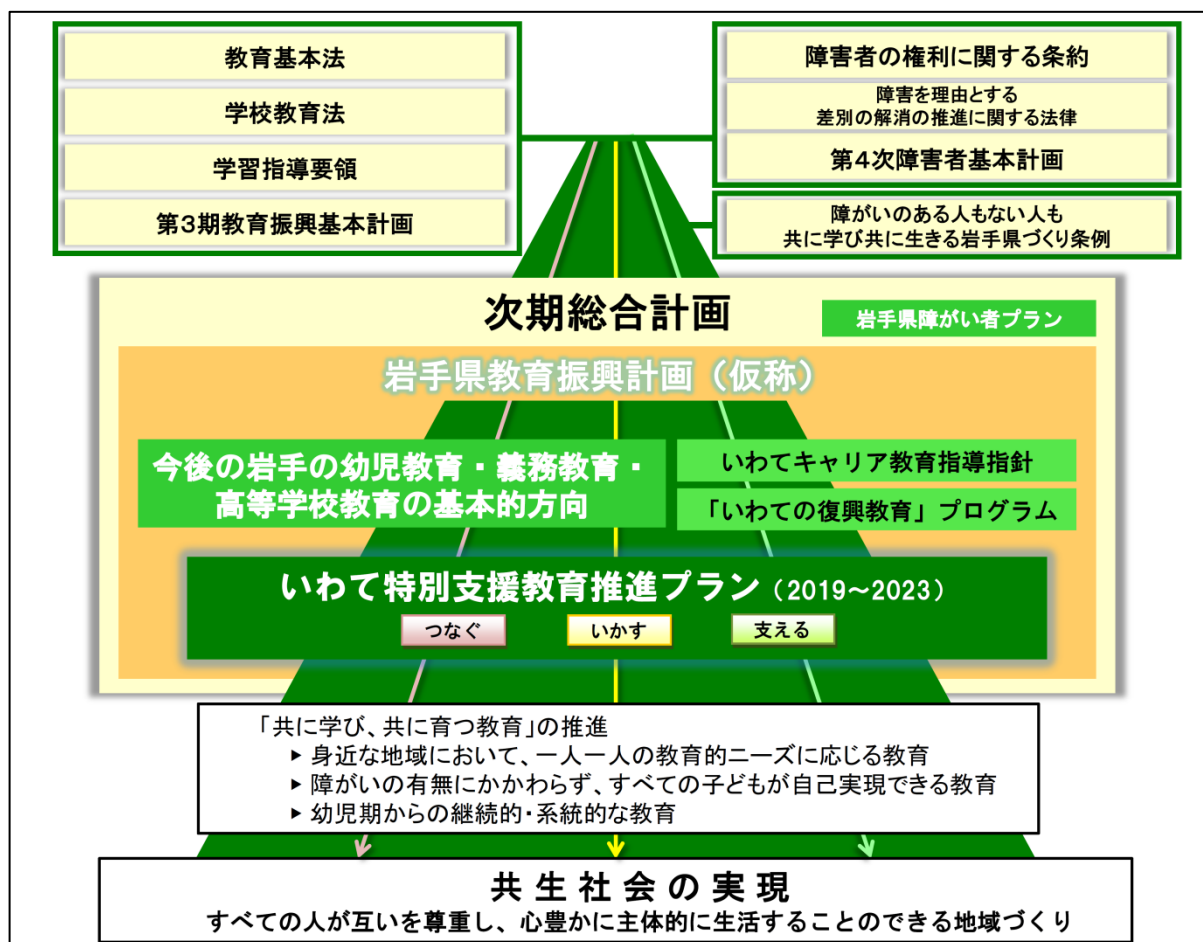 教育基本法
学校教育法
学習指導要領
第3期教育振興基本計画
障害者の権利に関する条約
障害を理由とする
差別の解消の推進に関する法律
第4次障害者基本計画
障がいのある人もない人も
共に学び共に生きる岩手県づくり条例
次期総合計画
岩手県障がい者プラン
岩手県教育振興計画（仮称）
今後の岩手の幼児教育・義務教育・
高等学校教育の基本的方向
いわてキャリア教育指導指針
「いわての復興教育」プログラム
いわて特別支援教育推進プラン（2019～2023）
つなぐ
いかす
支える
「共に学び、共に育つ教育」の推進
▶ 身近な地域において、一人一人の教育的ニーズに応じる教育
▶ 障がいの有無にかかわらず、すべての子どもが自己実現できる教育
▶ 幼児期からの継続的・系統的な教育
共生社会の実現
すべての人が互いを尊重し、心豊かに主体的に生活することのできる地域づくり